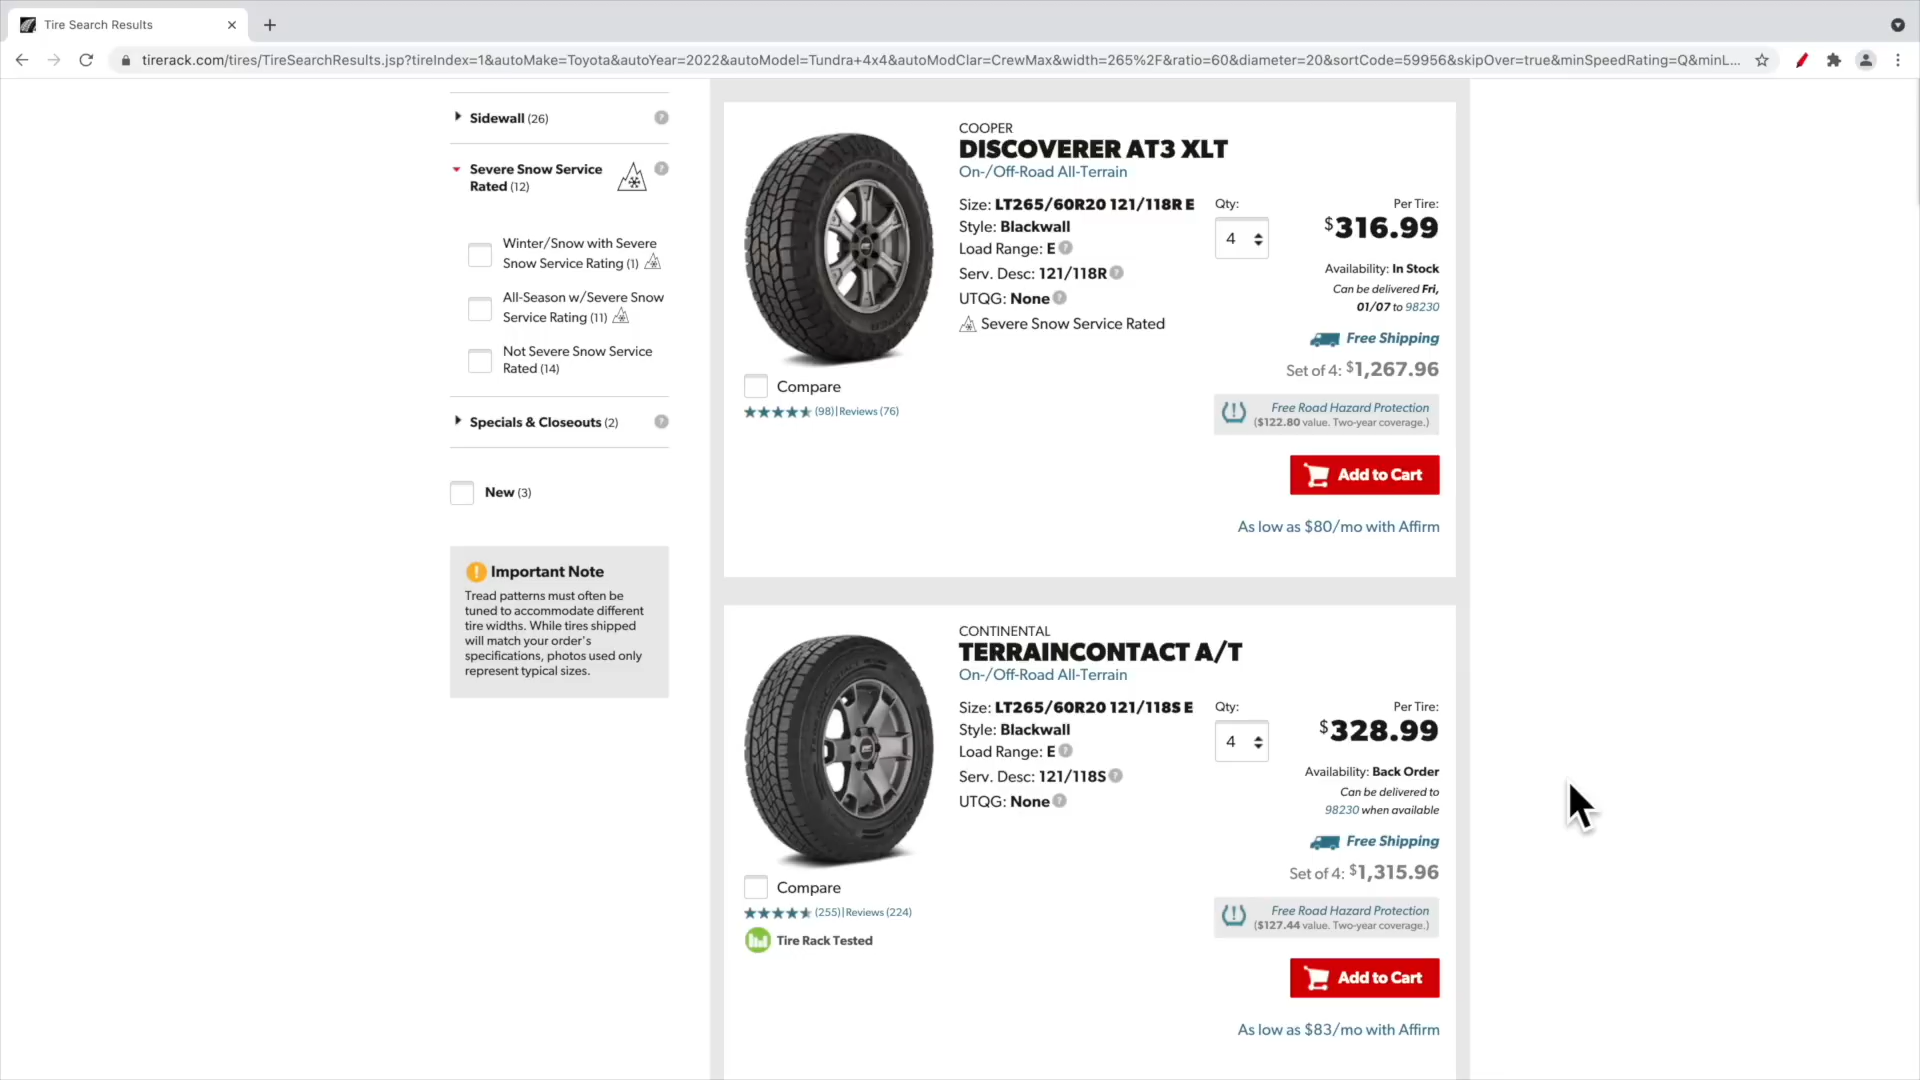 Tire Search Results
tirerack.com/tires/TireSearchResults.jsp?tireIndex=1&autoMake=Toyota&autoYear=2022&autoModel=Tundra+4x4&autoModClar=CrewMax&width=265%2F&ratio=60&diameter=20&sortCode=59956&skipOver=true&minSpeedRating=Q&minL...
Sidewall (26)
Severe Snow Service
Rated (12)
Winter/Snow with Severe
Snow Service Rating (1)
All-Season w/Severe Snow
Service Rating (11)
Not Severe Snow Service
Rated (14)
Specials & Closeouts (2)
New (3)
Important Note
Tread patterns must often be
tuned to accommodate different
tire widths. While tires shipped
will match your order's
specifications, photos used only
represent typical sizes.
COOPER
DISCOVERER AT3 XLT
On-/Off-Road All-Terrain
Size: LT265/60R20 121/118R E
Style: Blackwall
Load Range: E
Serv. Desc: 121/118R
UTQG: None
Severe Snow Service Rated
Qty:
4
Per Tire:
$316.99
Availability: In Stock
Can be delivered Fri,
01/07 to 98230
Free Shipping
Set of 4: $1,267.96
Free Road Hazard Protection
($122.80 value. Two-year coverage.)
Add to Cart
As low as $80/mo with Affirm
Compare
(98)|Reviews (76)
CONTINENTAL
TERRAINCONTACT A/T
On-/Off-Road All-Terrain
Size: LT265/60R20 121/118S E
Style: Blackwall
Load Range: E
Serv. Desc: 121/118S
UTQG: None
Qty:
4
Per Tire:
$328.99
Availability: Back Order
Can be delivered to
98230 when available
Free Shipping
Set of 4: $1,315.96
Free Road Hazard Protection
($127.44 value. Two-year coverage.)
Add to Cart
As low as $83/mo with Affirm
Compare
(255)|Reviews (224)
Tire Rack Tested